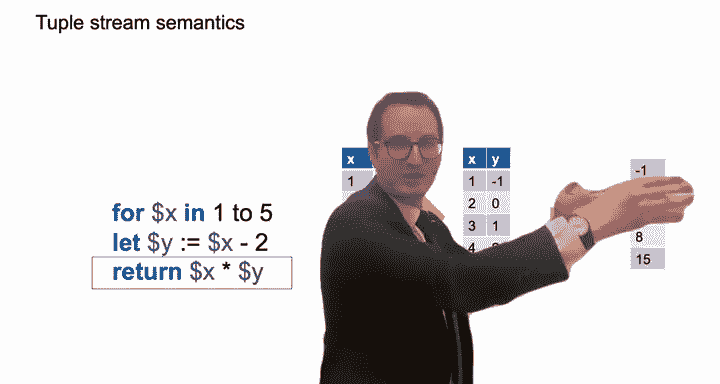 Tuple stream semantics
for $x in 1 to 5
let $y := $x - 2
return $x * $y
x
1
x y
1 -1
2 0
3 1
4
-1
8
15